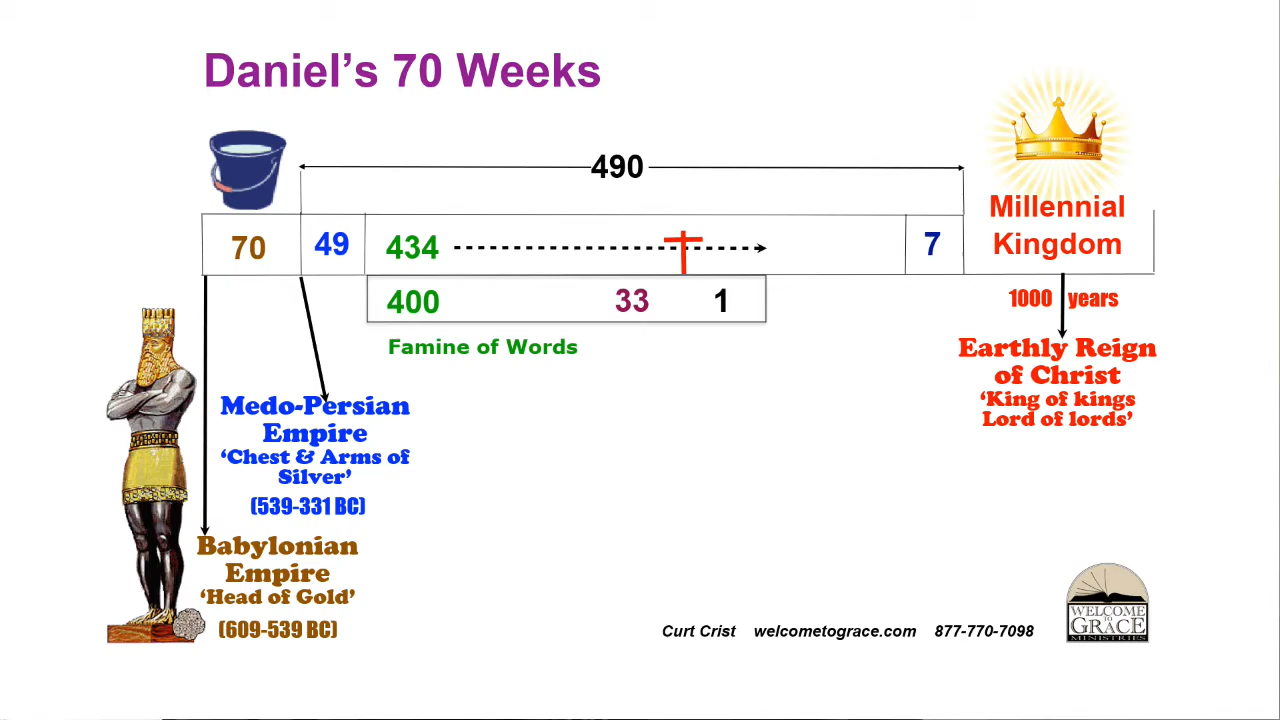 Daniel’s 70 Weeks
490
70
49
434
7
Millennial
Kingdom
400
33
1
1000 years
Famine of Words
Earthly Reign
of Christ
‘King of kings
Lord of lords’
Medo-Persian
Empire
‘Chest & Arms of
Silver’
(539-331 BC)
Babylonian
Empire
‘Head of Gold’
(609-539 BC)
Curt Crist welcometograce.com 877-770-7098
WELCOME
TO
GRACE
MINISTRIES